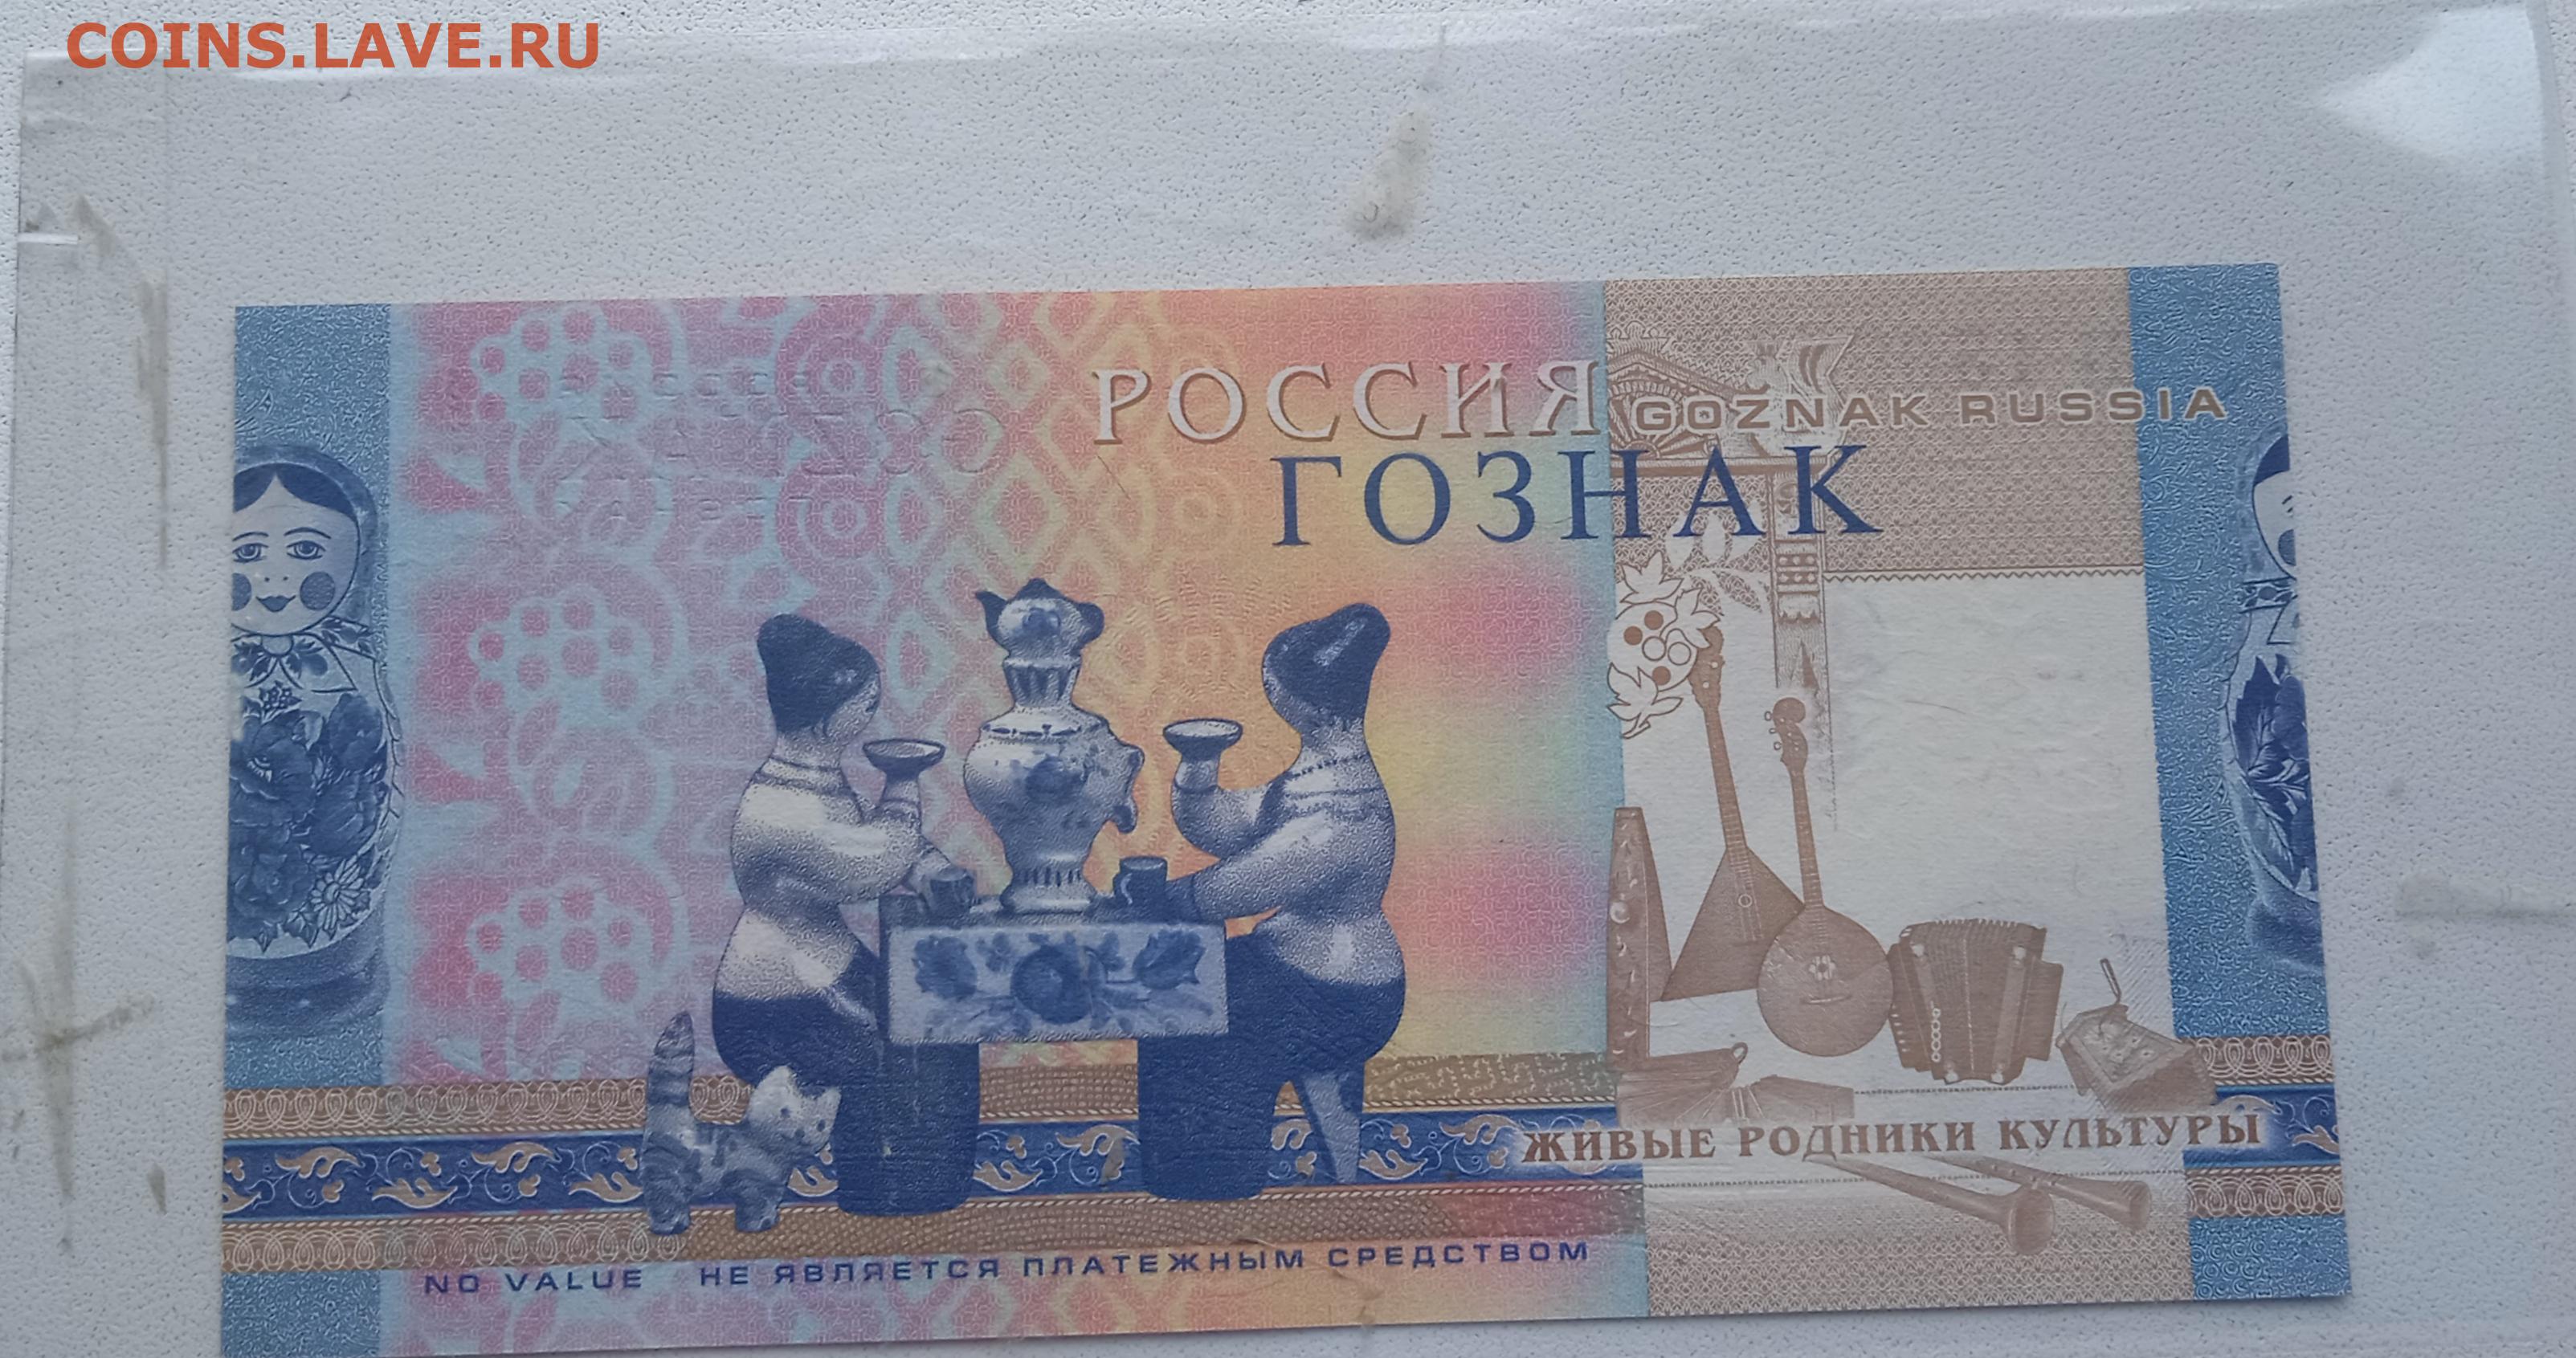 COINS.LAVE.RU
РОССИЯ GOZNAK RUSSIA
ГОЗНАК
ЖИВЫЕ РОДНИКИ КУЛЬТУРЫ
NO VALUE НЕ ЯВЛЯЕТСЯ ПЛАТЕЖНЫМ СРЕДСТВОМ